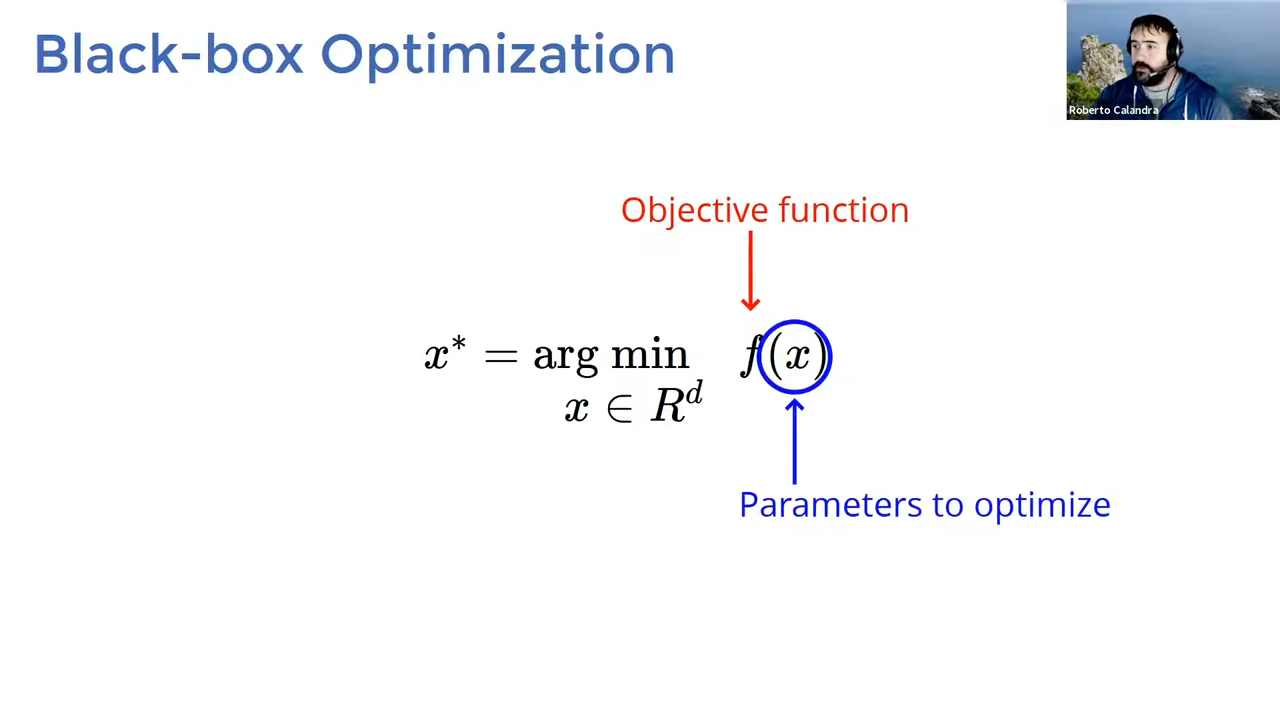 Black-box Optimization
Roberto Calandra
Objective function
x* = arg min f(x)
x ∈ R^d
Parameters to optimize